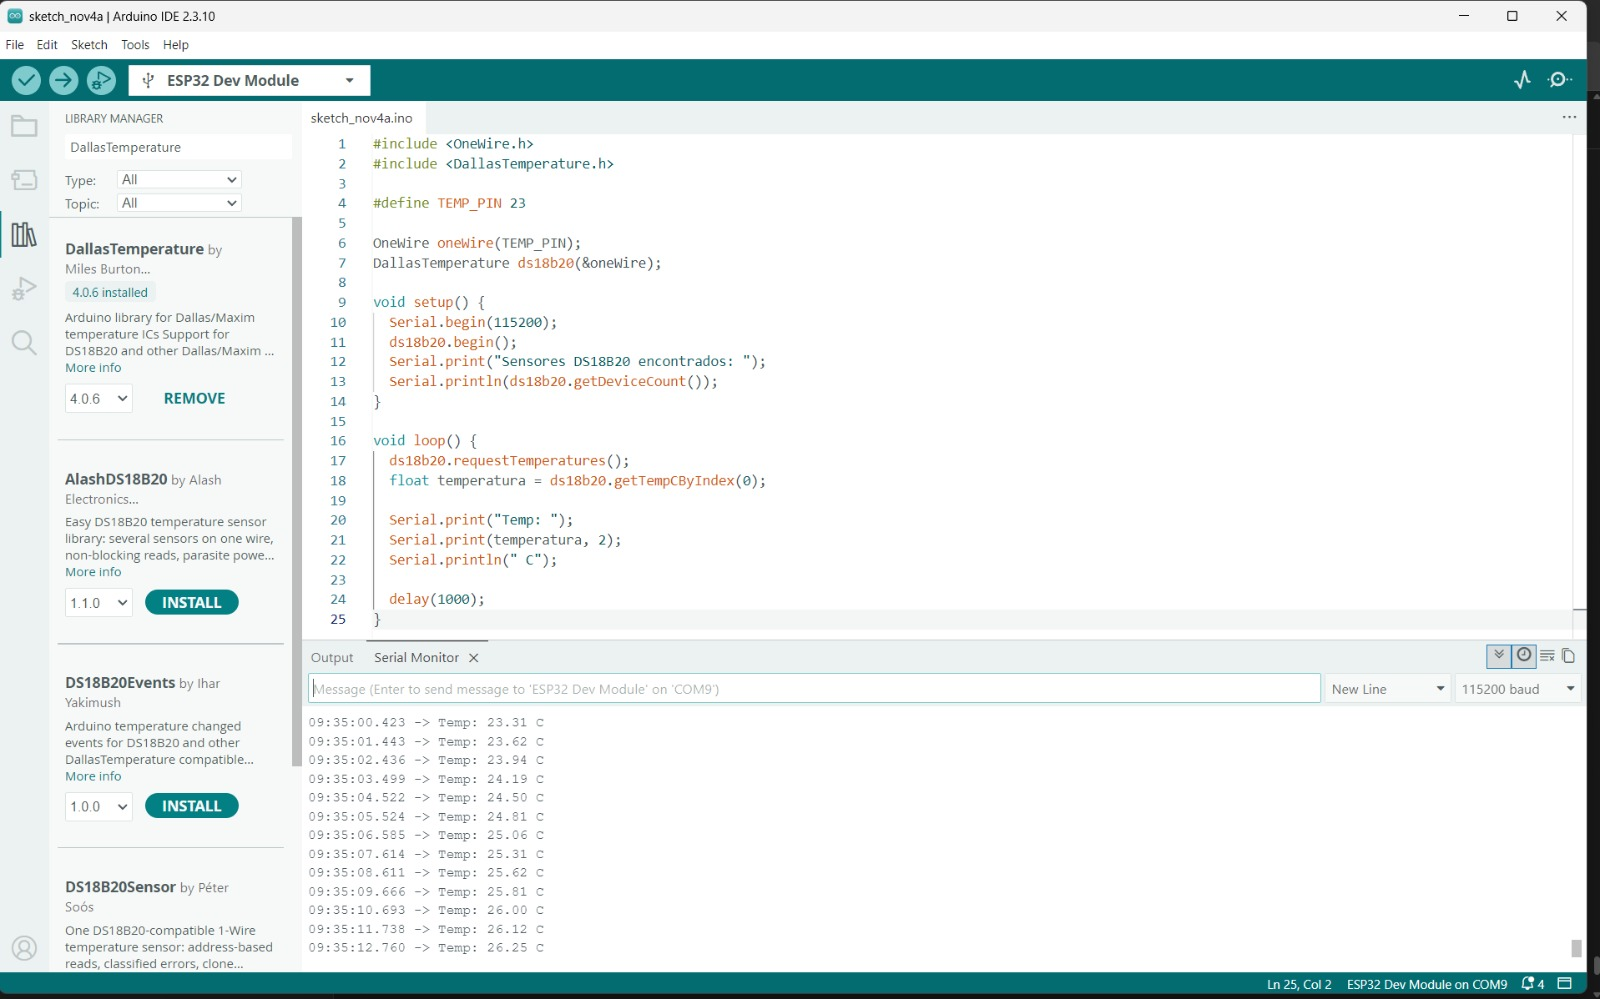 sketch_nov4a | Arduino IDE 2.3.10
File Edit Sketch Tools Help
ESP32 Dev Module
LIBRARY MANAGER
DallasTemperature
Type: All
Topic: All
DallasTemperature by
Miles Burton...
4.0.6 installed
Arduino library for Dallas/Maxim
temperature ICs Support for
DS18B20 and other Dallas/Maxim ...
More info
4.0.6 REMOVE
AlashDS18B20 by Alash
Electronics...
Easy DS18B20 temperature sensor
library: several sensors on one wire,
non-blocking reads, parasite powe...
More info
1.1.0 INSTALL
DS18B20Events by Ihar
Yakimush
Arduino temperature changed
events for DS18B20 and other
DallasTemperature compatible...
More info
1.0.0 INSTALL
DS18B20Sensor by Péter
Soós
One DS18B20-compatible 1-Wire
temperature sensor: address-based
reads, classified errors, clone...
sketch_nov4a.ino
1 #include <OneWire.h>
2 #include <DallasTemperature.h>
3
4 #define TEMP_PIN 23
5
6 OneWire oneWire(TEMP_PIN);
7 DallasTemperature ds18b20(&oneWire);
8
9 void setup() {
10 Serial.begin(115200);
11 ds18b20.begin();
12 Serial.print("Sensores DS18B20 encontrados: ");
13 Serial.println(ds18b20.getDeviceCount());
14 }
15
16 void loop() {
17 ds18b20.requestTemperatures();
18 float temperatura = ds18b20.getTempCByIndex(0);
19
20 Serial.print("Temp: ");
21 Serial.print(temperatura, 2);
22 Serial.println(" C");
23
24 delay(1000);
25 }
Output Serial Monitor
Message (Enter to send message to 'ESP32 Dev Module' on 'COM9')
New Line 115200 baud
09:35:00.423 -> Temp: 23.31 C
09:35:01.443 -> Temp: 23.62 C
09:35:02.436 -> Temp: 23.94 C
09:35:03.499 -> Temp: 24.19 C
09:35:04.522 -> Temp: 24.50 C
09:35:05.524 -> Temp: 24.81 C
09:35:06.585 -> Temp: 25.06 C
09:35:07.614 -> Temp: 25.31 C
09:35:08.611 -> Temp: 25.62 C
09:35:09.666 -> Temp: 25.81 C
09:35:10.693 -> Temp: 26.00 C
09:35:11.738 -> Temp: 26.12 C
09:35:12.760 -> Temp: 26.25 C
Ln 25, Col 2 ESP32 Dev Module on COM9 4